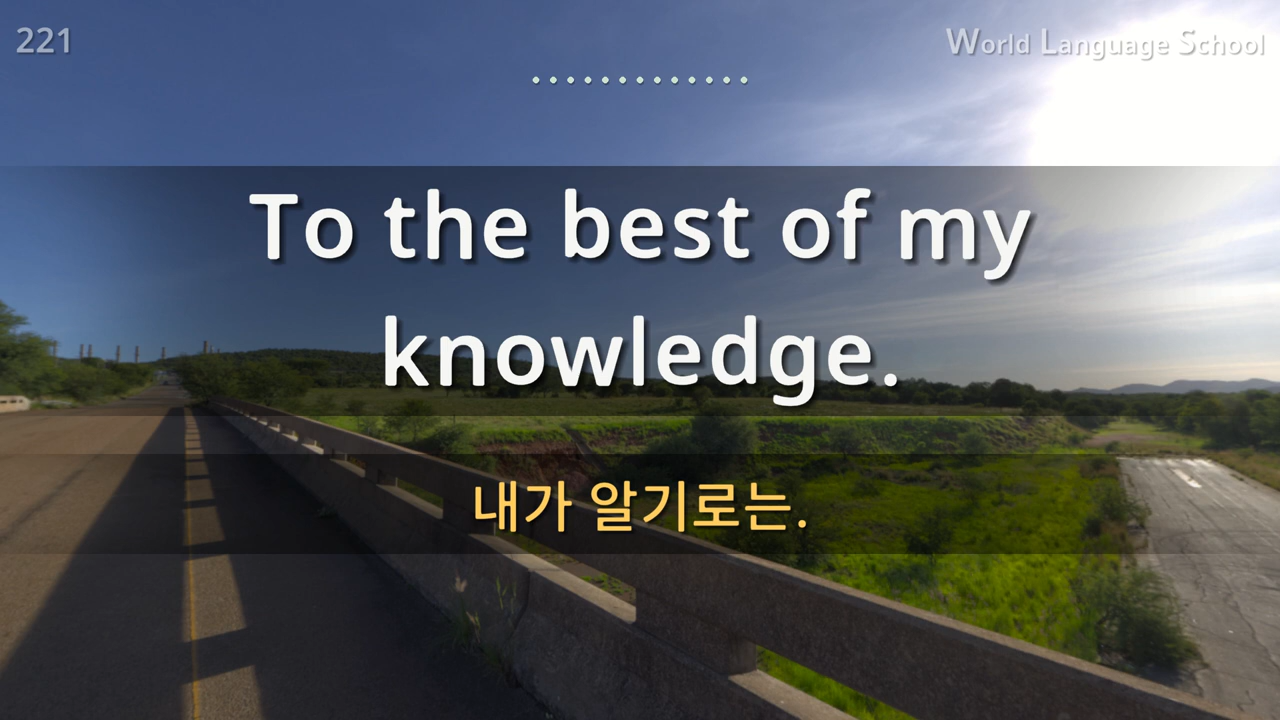 221
World Language School
To the best of my
knowledge.
내가 알기로는.